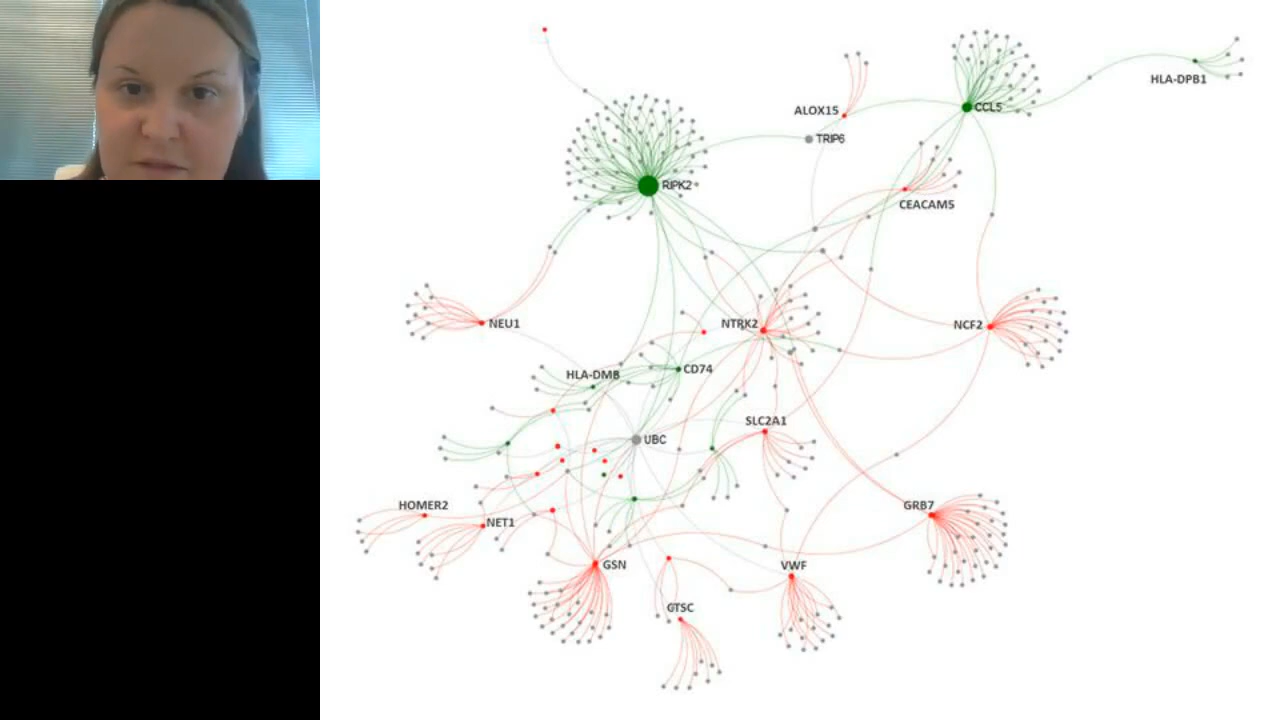 HLA-DPB1
ALOX15
CCL5
TRIP6
RIPK2
CEACAM5
NEU1
NTRK2
NCF2
HLA-DMB
CD74
SLC2A1
UBC
HOMER2
GRB7
NET1
GSN
VWF
GTSC